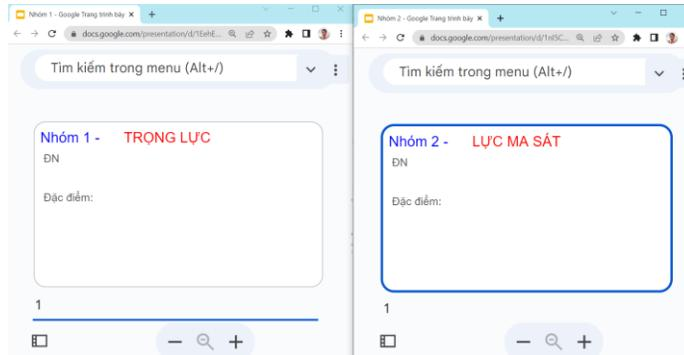 Nhóm 1 - Google Trang trình bày
docs.google.com/presentation/d/1EehE...
Tìm kiếm trong menu (Alt+/)
Nhóm 1 - TRỌNG LỰC
ĐN
Đặc điểm:
1
Nhóm 2 - Google Trang trình bày
docs.google.com/presentation/d/1nISC...
Tìm kiếm trong menu (Alt+/)
Nhóm 2 - LỰC MA SÁT
ĐN
Đặc điểm:
1